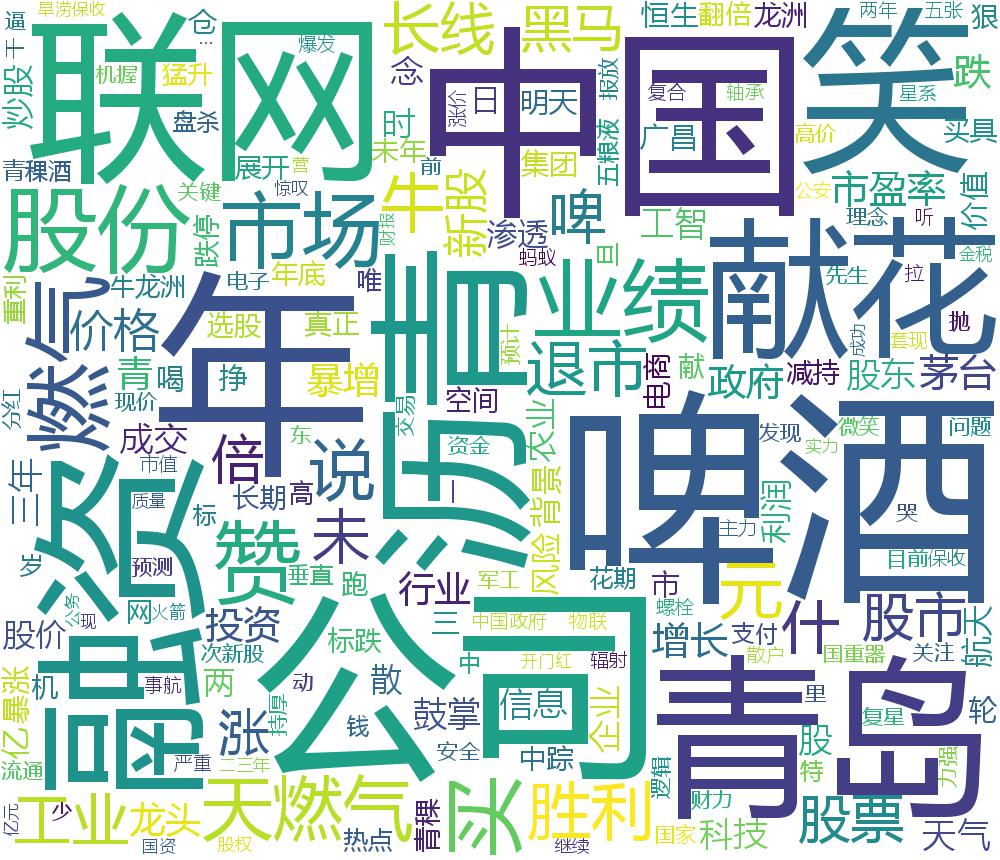 旱涝保收
逼
仓
长线
黑马
恒生
翻倍
龙洲
两年
五张
狠
联网
爆发
中国
笑
干
机握
猛升
念
日
明天
报放
涨价
复合
轴承
星系
跌
炒股
盘杀
时
广昌
高价
买具
青稞酒
展开
营
未年
前
集团
五粮液
公安
市盈率
股份
关键
惊叹
牛
新股
啤
工智
理念
听
价值
市场
跌停
财报
渗透
蚂蚁
旦
献花
金税
重利
牛龙洲
电子
年底
唯
历青
业绩
先生
拉
燃气
价格
年
选股
真正
预计
退市
电商
献
政府
减持
成功
套现
抛
股东
茅台
分红
青
喝
挣
暴增
空间
现价
交易
农业
啤酒
发现
微笑
问题
成交
倍
东
说
资金
背景
三年
市值
长期
高
一
实力
融资
质量
标
未
风险
主力
利润
哭
岁
预测
赞
垂直
跑
行业
军工
花期
市
元
目前
保收
公务
现
网
火箭
股价
投资
标跌
三
中国政府
物联
螺栓
增长
支付
什
股市
航天
次新股
公司
中
开门红
辐射
散户
国重器
关注
机
事航
两
动
散
鼓掌
信息
企业
青岛
里
复星
轮
亿
暴涨
涨
持厚
钱
安全
中踪
逻辑
股
特
力强
流通
严重
二三年
工业
少
龙头
天燃气
青稞
买
胜利
财力
股票
亿元
国资
股权
热点
继续
国家
科技
天气